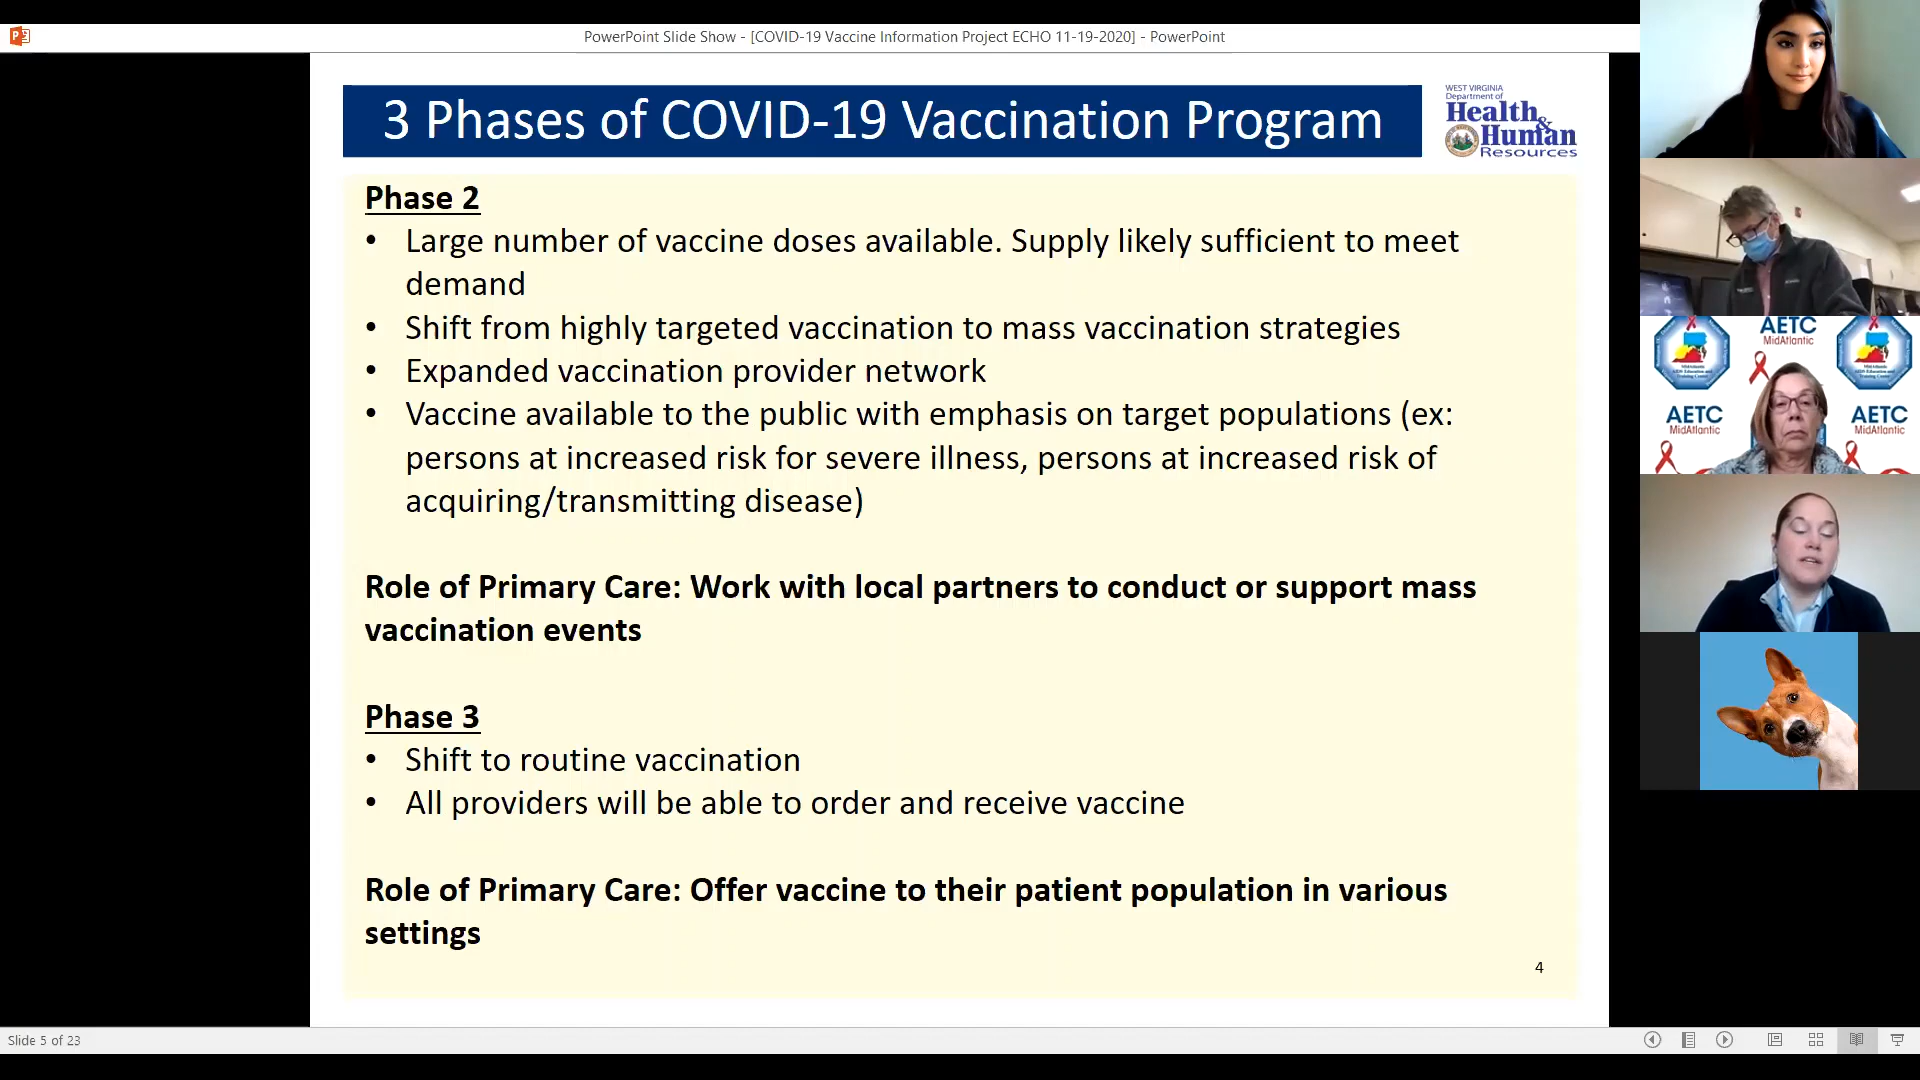 PowerPoint Slide Show - [COVID-19 Vaccine Information Project ECHO 11-19-2020] - PowerPoint
3 Phases of COVID-19 Vaccination Program
WEST VIRGINIA
Department of
Health &
Human
Resources
Phase 2
• Large number of vaccine doses available. Supply likely sufficient to meet
demand
• Shift from highly targeted vaccination to mass vaccination strategies
• Expanded vaccination provider network
• Vaccine available to the public with emphasis on target populations (ex:
persons at increased risk for severe illness, persons at increased risk of
acquiring/transmitting disease)
Role of Primary Care: Work with local partners to conduct or support mass
vaccination events
Phase 3
• Shift to routine vaccination
• All providers will be able to order and receive vaccine
Role of Primary Care: Offer vaccine to their patient population in various
settings
4
AETC
MidAtlantic
AETC
MidAtlantic
AETC
MidAtlantic
Slide 5 of 23